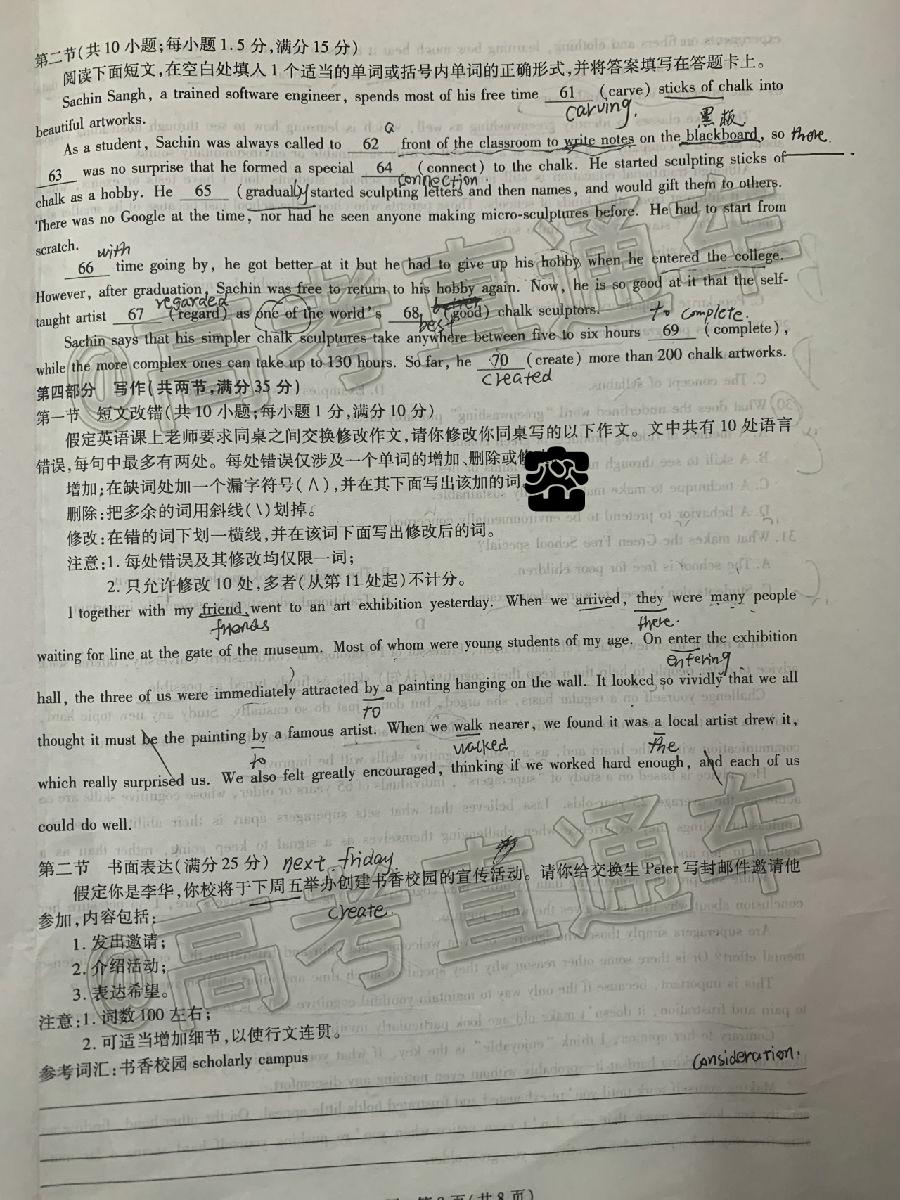 第二节(共10小题;每小题1.5分,满分15分)
阅读下面短文,在空白处填入1个适当的单词或括号内单词的正确形式,并将答案填写在答题卡上。
Sachin Sangh, a trained software engineer, spends most of his free time 61 (carve) sticks of chalk into
carving.
黑版
beautiful artworks.
a
As a student, Sachin was always called to 62 front of the classroom to write notes on the blackboard, so there
63 was no surprise that he formed a special 64 (connect) to the chalk. He started sculpting sticks of
connection
chalk as a hobby. He 65 (gradually started sculpting letters and then names, and would gift them to others.
There was no Google at the time, nor had he seen anyone making micro-sculptures before. He had to start from
scratch.
with
66 time going by, he got better at it but he had to give up his hobby when he entered the college.
However, after graduation, Sachin was free to return to his hobby again. Now, he is so good at it that the self-
regarded
taught artist 67 (regard) as one of the world's 68 (good) chalk sculptors.
best
to complete.
Sachin says that his simpler chalk sculptures take anywhere between five to six hours 69 (complete),
while the more complex ones can take up to 130 hours. So far, he 70 (create) more than 200 chalk artworks.
created
第四部分 写作(共两节,满分35分)
第一节 短文改错(共10小题;每小题1分,满分10分)
假定英语课上老师要求同桌之间交换修改作文,请你修改你同桌写的以下作文。文中共有10处语言
错误,每句中最多有两处。每处错误仅涉及一个单词的增加、删除或修
增加:在缺词处加一个漏字符号(∧),并在其下面写出该加的词
删除:把多余的词用斜线(\)划掉。
修改:在错的词下划一横线,并在该词下面写出修改后的词。
注意:1. 每处错误及其修改均仅限一词;
2. 只允许修改10处,多者(从第11处起)不计分。
I together with my friend went to an art exhibition yesterday. When we arrived, they were many people
friends
there.
waiting for line at the gate of the museum. Most of whom were young students of my age. On enter the exhibition
entering
hall, the three of us were immediately attracted by a painting hanging on the wall. It looked so vividly that we all
to
thought it must be the painting by a famous artist. When we walk nearer, we found it was a local artist drew it,
to
walked
the
which really surprised us. We also felt greatly encouraged, thinking if we worked hard enough, and each of us
could do well.
第二节 书面表达(满分25分)
next friday
假定你是李华,你校将于下周五举办创建书香校园的宣传活动。请你给交换生 Peter 写封邮件邀请他
create
参加,内容包括:
1. 发出邀请;
2. 介绍活动;
3. 表达希望。
注意:1. 词数100左右;
2. 可适当增加细节,以使行文连贯。
参考词汇:书香校园 scholarly campus
consideration.
@高考直通车
@高考直通车